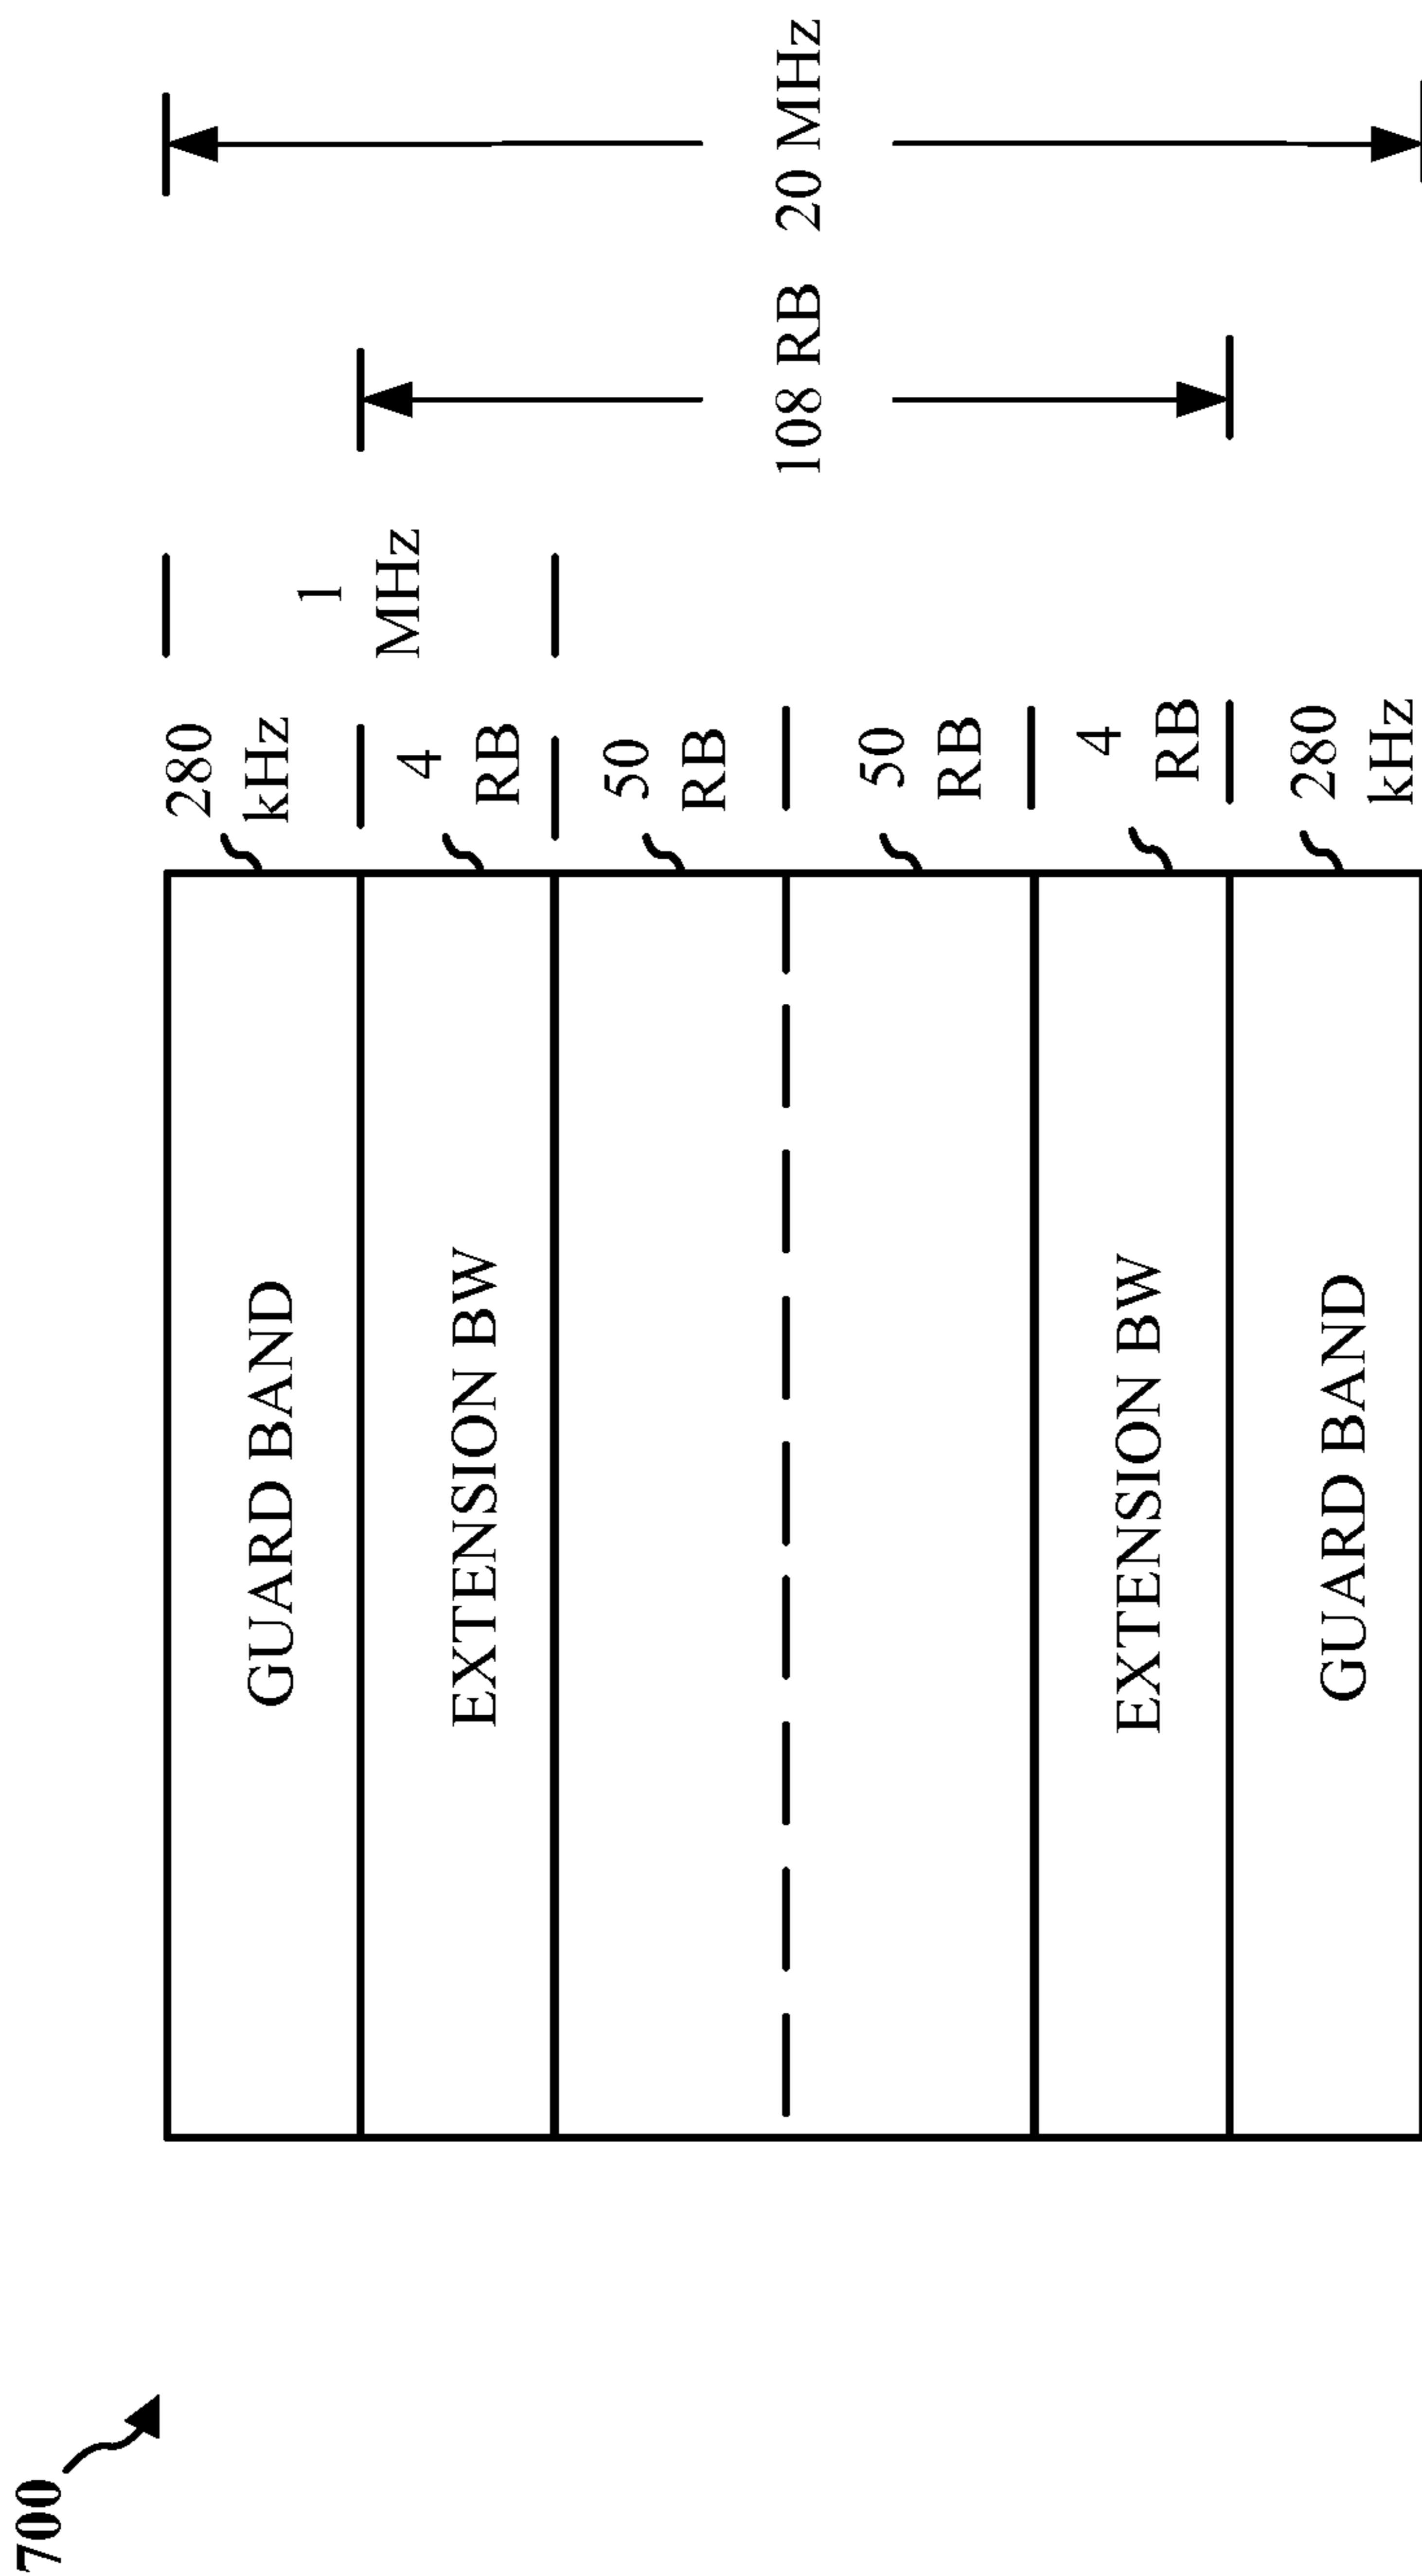 700
GUARD BAND
EXTENSION BW
EXTENSION BW
GUARD BAND
280
kHz
4
RB
50
RB
50
RB
4
RB
280
kHz
1
MHz
108 RB
20 MHz